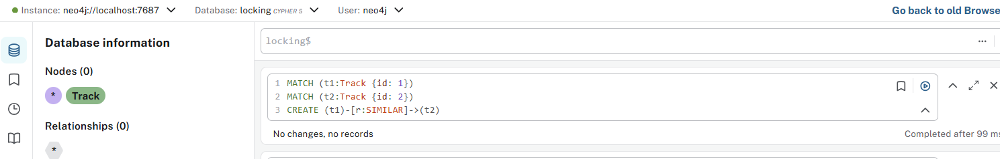 Instance: neo4j://localhost:7687 Database: locking CYPHER 5 User: neo4j Go back to old Browse
Database information
Nodes (0)
* Track
Relationships (0)
*
locking$
1 MATCH (t1:Track {id: 1})
2 MATCH (t2:Track {id: 2})
3 CREATE (t1)-[r:SIMILAR]->(t2)
No changes, no records Completed after 99 ms